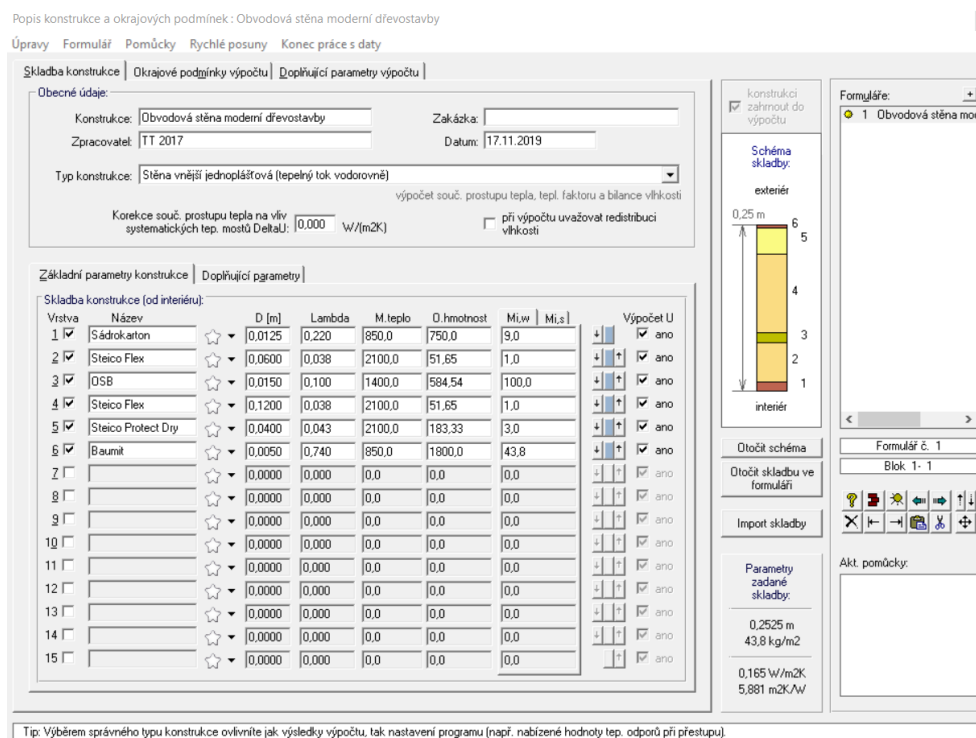 Popis konstrukce a okrajových podmínek : Obvodová stěna moderní dřevostavby
Úpravy Formulář Pomůcky Rychlé posuny Konec práce s daty
Skladba konstrukce Okrajové podmínky výpočtu Doplňující parametry výpočtu
Obecné údaje:
Konstrukce: Obvodová stěna moderní dřevostavby Zakázka:
Zpracovatel: TT 2017 Datum: 17.11.2019
Typ konstrukce: Stěna vnější jednoplášťová (tepelný tok vodorovně)
výpočet souč. prostupu tepla, tepl. faktoru a bilance vlhkosti
Korekce souč. prostupu tepla na vliv
systematických tep. mostů DeltaU: 0,000 W/(m2K)
při výpočtu uvažovat redistribuci
vlhkosti
Základní parametry konstrukce Doplňující parametry
Skladba konstrukce (od interiéru):
Vrstva Název D [m] Lambda M.teplo O.hmotnost Mi,w Mi,s Výpočet U
1 Sádrokarton 0,0125 0,220 850,0 750,0 9,0 ano
2 Steico Flex 0,0600 0,038 2100,0 51,65 1,0 ano
3 OSB 0,0150 0,100 1400,0 584,54 100,0 ano
4 Steico Flex 0,1200 0,038 2100,0 51,65 1,0 ano
5 Steico Protect Dry 0,0400 0,043 2100,0 183,33 3,0 ano
6 Baumit 0,0050 0,740 850,0 1800,0 43,8 ano
7 0,0000 0,000 0,0 0,0 0,0 ano
8 0,0000 0,000 0,0 0,0 0,0 ano
9 0,0000 0,000 0,0 0,0 0,0 ano
10 0,0000 0,000 0,0 0,0 0,0 ano
11 0,0000 0,000 0,0 0,0 0,0 ano
12 0,0000 0,000 0,0 0,0 0,0 ano
13 0,0000 0,000 0,0 0,0 0,0 ano
14 0,0000 0,000 0,0 0,0 0,0 ano
15 0,0000 0,000 0,0 0,0 0,0 ano
konstrukci
zahrnout do
výpočtu
Schéma
skladby:
exteriér
0,25 m
6
5
4
3
2
1
interiér
Otočit schéma
Otočit skladbu ve
formuláři
Import skladby
Parametry
zadané
skladby:
0,2525 m
43,8 kg/m2
0,165 W/m2K
5,881 m2K/W
Formuláře: +
1 Obvodová stěna mod
Formulář č. 1
Blok 1- 1
Akt. pomůcky:
Tip: Výběrem správného typu konstrukce ovlivníte jak výsledky výpočtu, tak nastavení programu (např. nabízené hodnoty tep. odporů při přestupu).